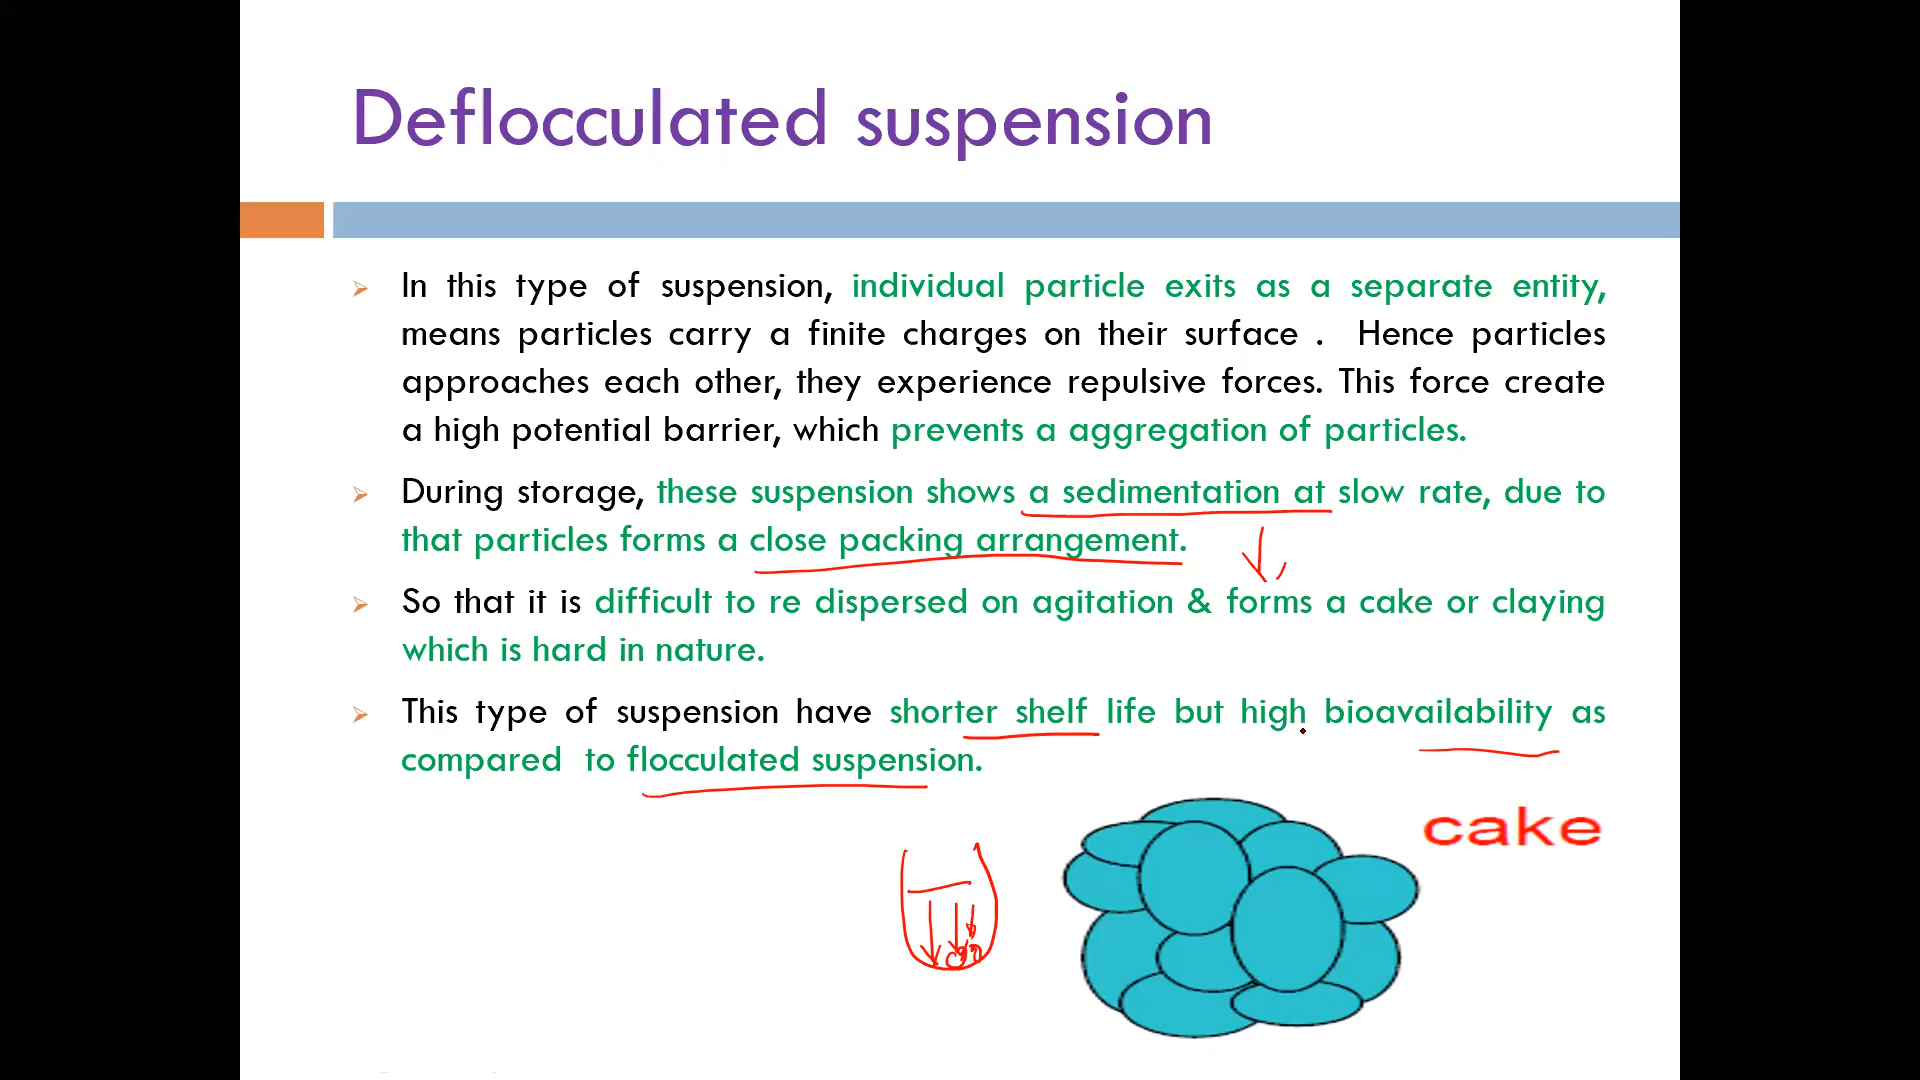 Deflocculated suspension
In this type of suspension, individual particle exits as a separate entity,
means particles carry a finite charges on their surface . Hence particles
approaches each other, they experience repulsive forces. This force create
a high potential barrier, which prevents a aggregation of particles.
During storage, these suspension shows a sedimentation at slow rate, due to
that particles forms a close packing arrangement.
So that it is difficult to re dispersed on agitation & forms a cake or claying
which is hard in nature.
This type of suspension have shorter shelf life but high bioavailability as
compared to flocculated suspension.
cake